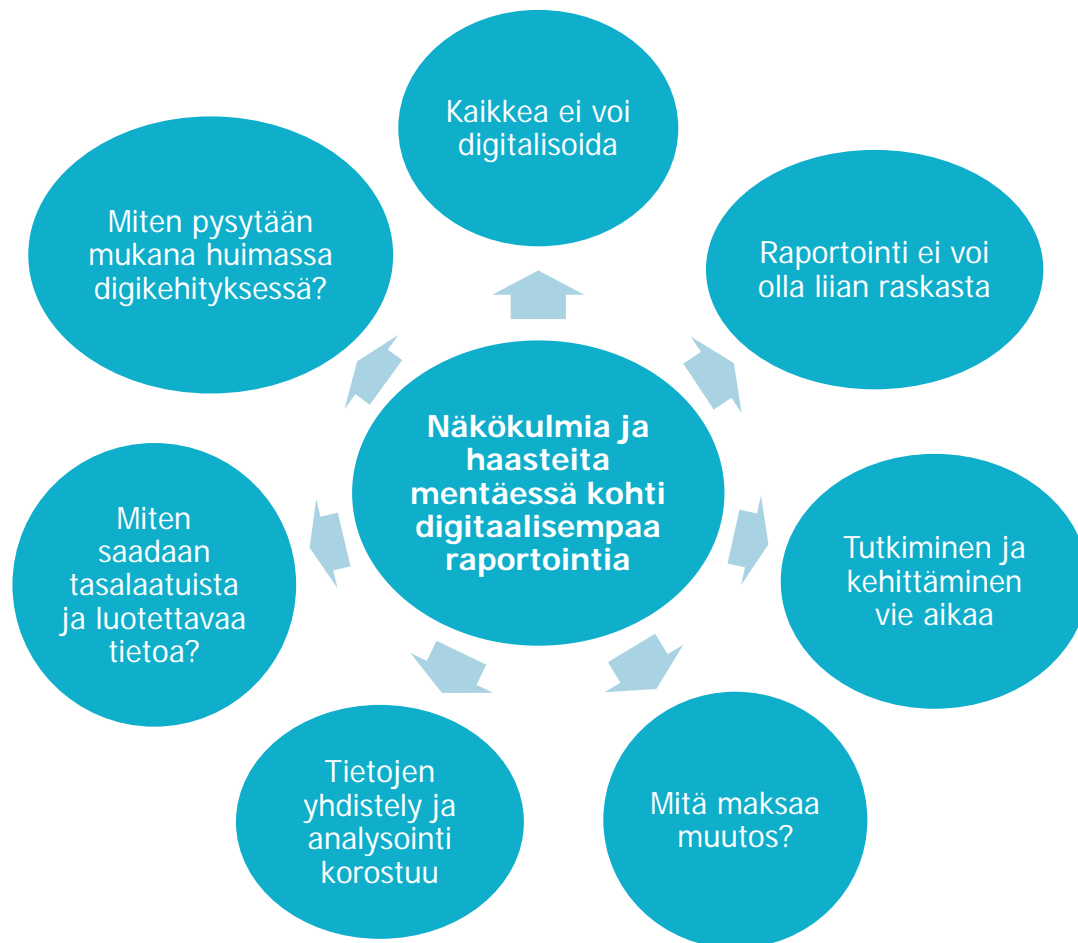 Kaikkea ei voi
digitalisoida
Raportointi ei voi
olla liian raskasta
Tutkiminen ja
kehittäminen
vie aikaa
Mitä maksaa
muutos?
Tietojen
yhdistely ja
analysointi
korostuu
Miten
saadaan
tasalaatuista
ja luotettavaa
tietoa?
Miten pysytään
mukana huimassa
digikehityksessä?
Näkökulmia ja
haasteita
mentäessä kohti
digitaalisempaa
raportointia